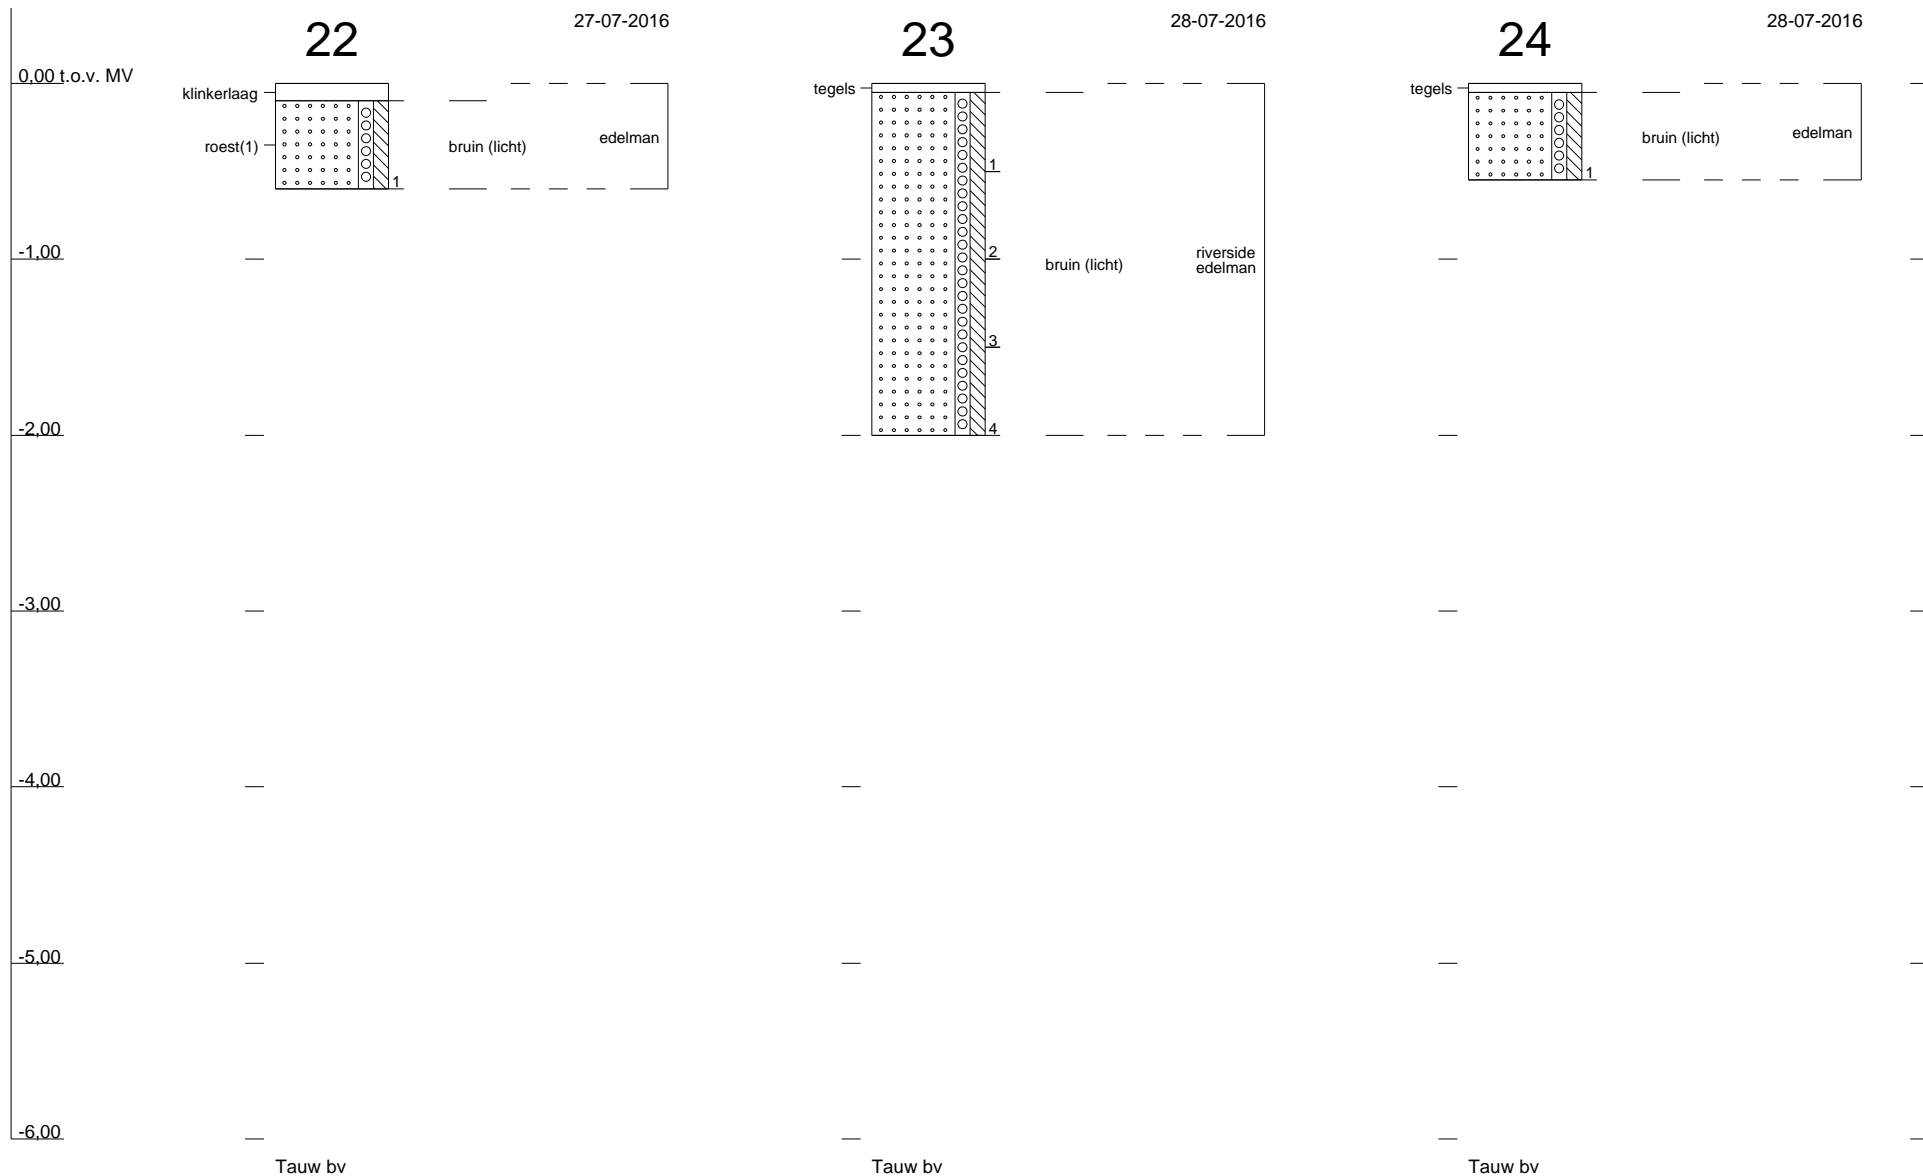 22
27-07-2016
23
28-07-2016
24
28-07-2016
0,00 t.o.v. MV
klinkerlaag
roest(1)
1
bruin (licht)
edelman
tegels
1
2
3
4
bruin (licht)
riverside
edelman
tegels
1
bruin (licht)
edelman
-1,00
-2,00
-3,00
-4,00
-5,00
-6,00
Tauw bv
Tauw bv
Tauw bv